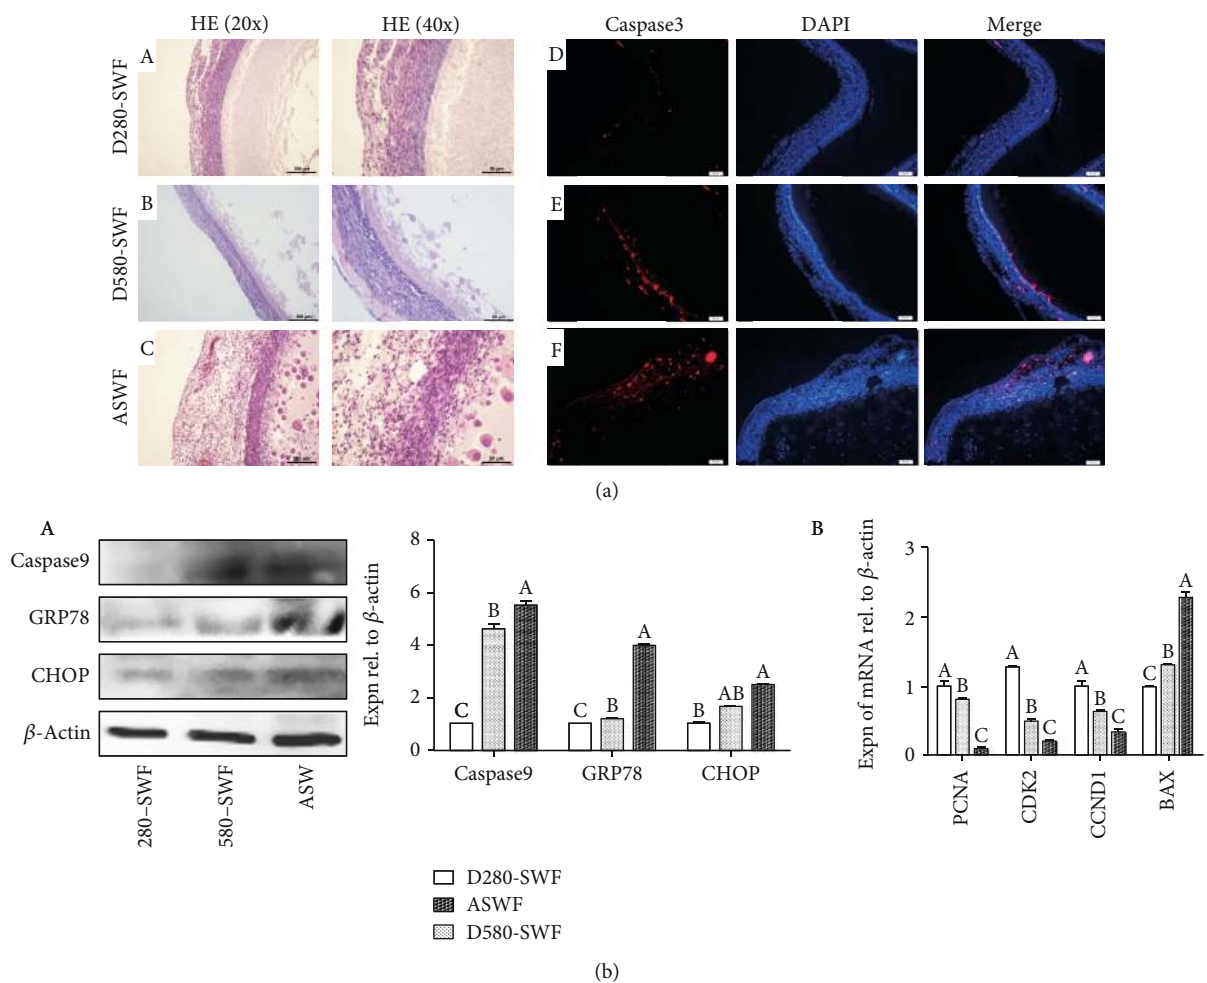 HE (20x) HE (40x) Caspase3 DAPI Merge
D280-SWF
A
D
D580-SWF
B
E
ASWF
C
F
(a)
A
Caspase9
GRP78
CHOP
β-Actin
280–SWF
580–SWF
ASW
Expn rel. to β-actin
8
6
4
2
0
C B A
C B A
B AB A
Caspase9 GRP78 CHOP
B
Expn of mRNA rel. to β-actin
3
2
1
0
A B C
A B C
A B C
C B A
PCNA
CDK2
CCND1
BAX
D280-SWF
ASWF
D580-SWF
(b)